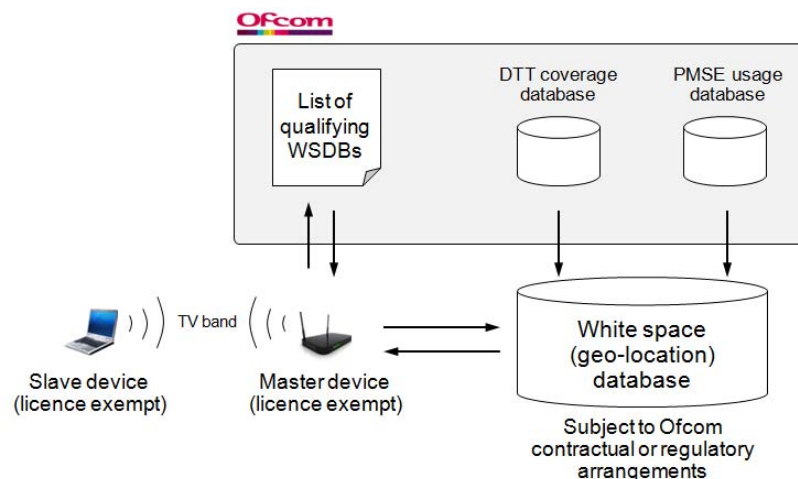 Ofcom
List of
qualifying
WSDBs
DTT coverage
database
PMSE usage
database
TV band
White space
(geo-location)
database
Slave device
(licence exempt)
Master device
(licence exempt)
Subject to Ofcom
contractual or regulatory
arrangements